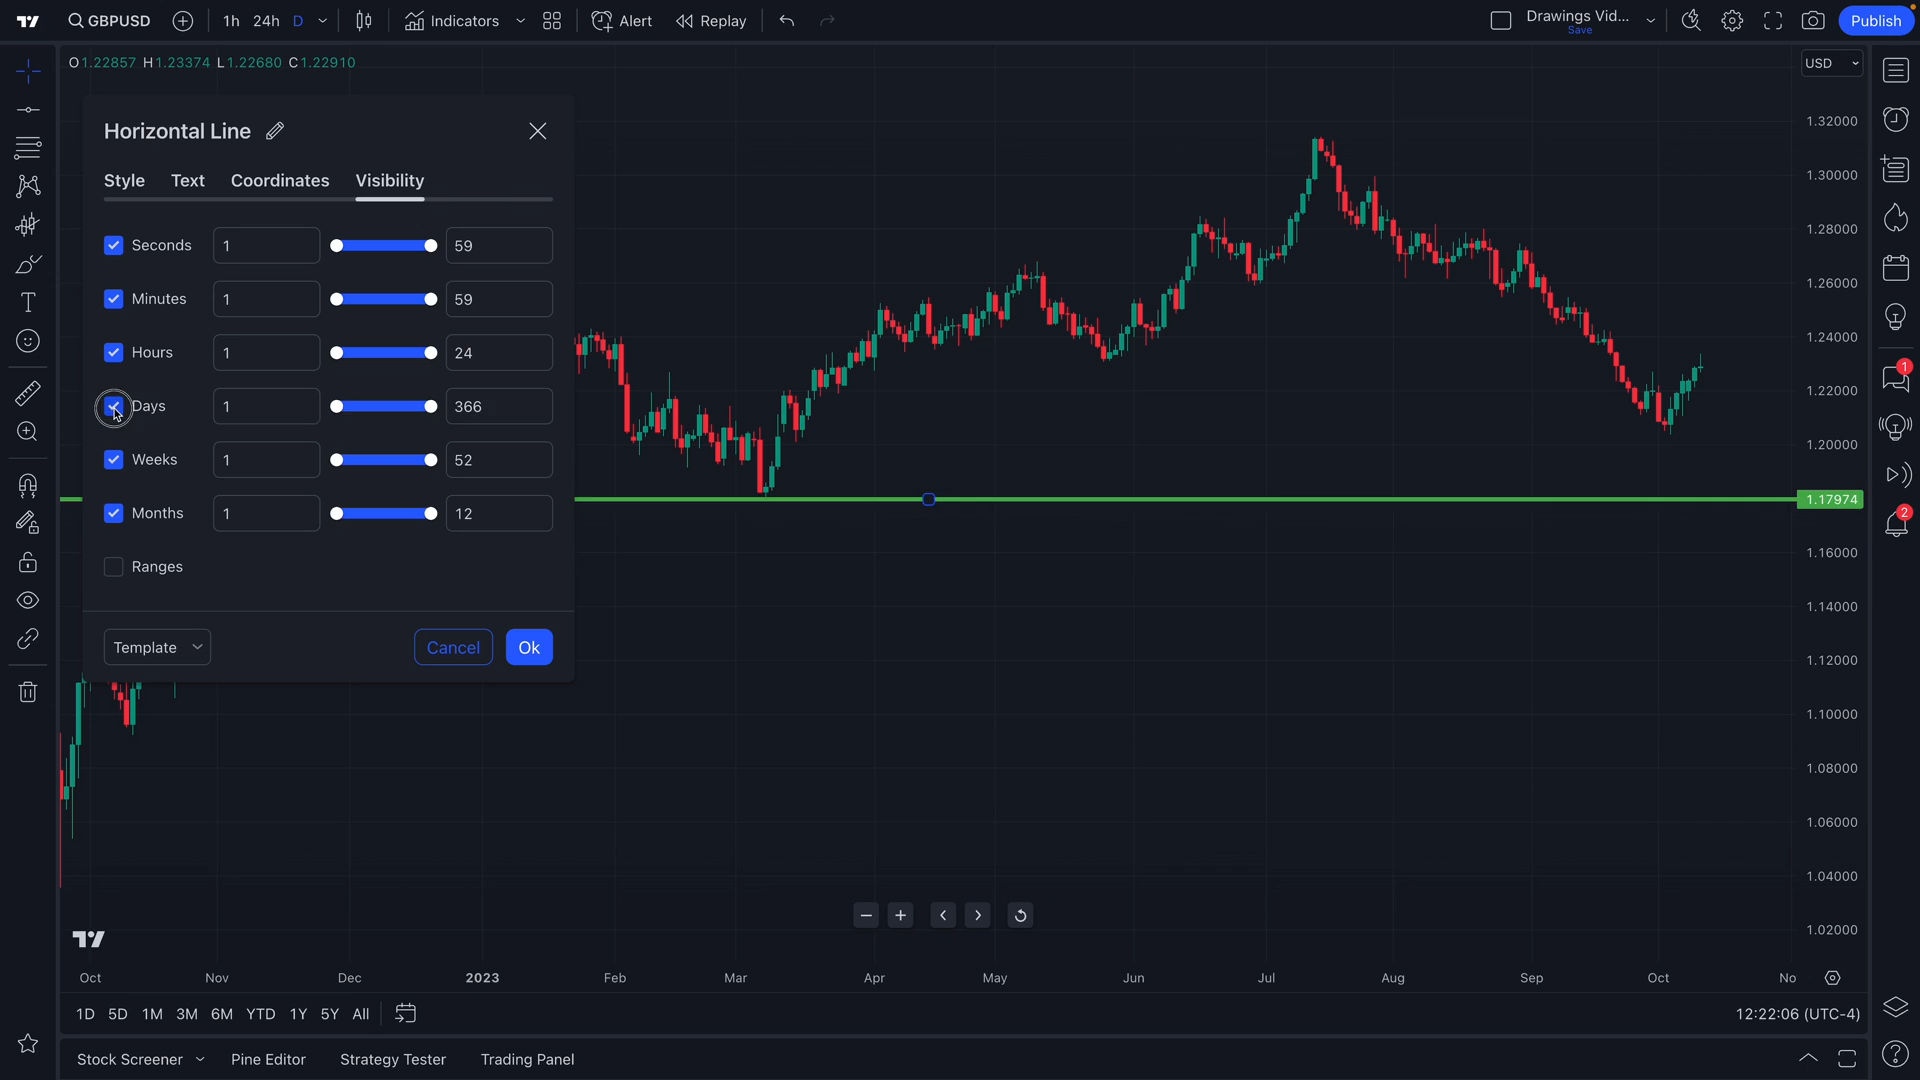 GBPUSD 1h 24h D Indicators Alert Replay Drawings Vid... Save Publish
O1.22857 H1.23374 L1.22680 C1.22910 USD
Horizontal Line
Style Text Coordinates Visibility
Seconds 1 59
Minutes 1 59
Hours 1 24
Days 1 366
Weeks 1 52
Months 1 12
Ranges
Template Cancel Ok
1.32000
1.30000
1.28000
1.26000
1.24000
1.22000
1.20000
1.17974
1.16000
1.14000
1.12000
1.10000
1.08000
1.06000
1.04000
1.02000
1
2
Oct Nov Dec 2023 Feb Mar Apr May Jun Jul Aug Sep Oct No
1D 5D 1M 3M 6M YTD 1Y 5Y All 12:22:06 (UTC-4)
Stock Screener Pine Editor Strategy Tester Trading Panel